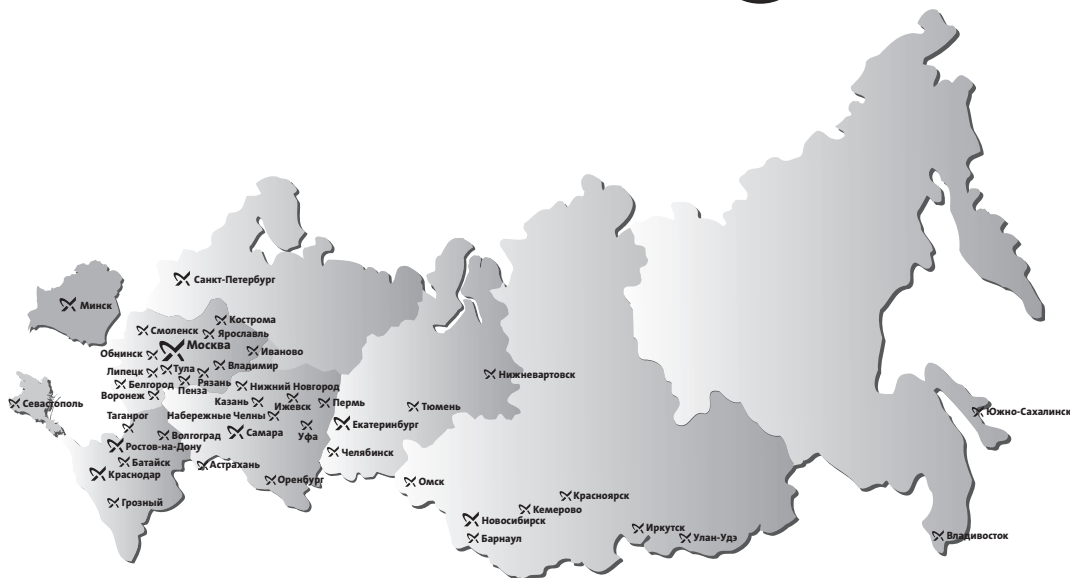 Санкт-Петербург
Минск
Кострома
Смоленск
Ярославль
Москва
Обнинск
Иваново
Владимир
Липецк
Тула
Рязань
Нижневартовск
Белгород
Пенза
Нижний Новгород
Воронеж
Казань
Ижевск
Пермь
Севастополь
Тюмень
Южно-Сахалинск
Таганрог
Набережные Челны
Екатеринбург
Волгоград
Самара
Уфа
Ростов-на-Дону
Челябинск
Батайск
Астрахань
Краснодар
Оренбург
Омск
Грозный
Красноярск
Кемерово
Новосибирск
Иркутск
Барнаул
Улан-Удэ
Владивосток